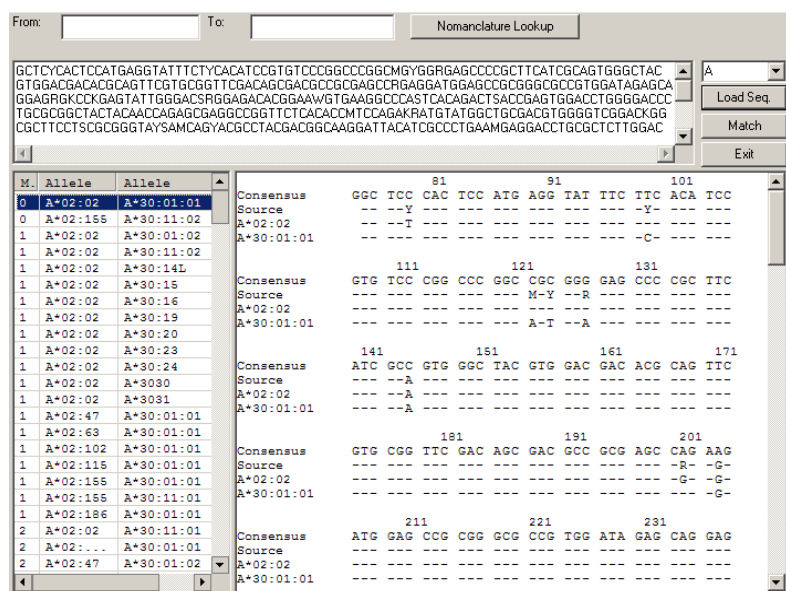 From: To: Nomanclature Lookup
GCTCYCACTCCATGAGGTATTTCTYCACATCCGTGTCCCGGCCCGGCMGYGGRGAGCCCCGCTTCATCGCAGTGGGCTAC
GTGGACGACACGCAGTTCGTGCGGTTCGACAGCGACGCCGCGAGCCRGAGGATGGAGCCGCGGGCGCCGTGGATAGAGCA
GGAGRGKCCKGAGTATTGGGACSRGGAGACACGGAAWGTGAAGGCCCASTCACAGACTGACCGAGTGGACCTGGGGACCC
TGCGCGGCTACTACAACCAGAGCGAGGCCGGTTCTCACACCMTCCAGAKRATGTATGGCTGCGACGTGGGGTCGGACKGG
CGCTTCCTSCGCGGGTAYSAMCAGYACGCCTACGACGGCAAGGATTACATCGCCCTGAAMGAGGACCTGCGCTCTTGGAC
A
Load Seq.
Match
Exit
M. Allele Allele
0 A*02:02 A*30:01:01
0 A*02:155 A*30:11:02
1 A*02:02 A*30:01:02
1 A*02:02 A*30:11:02
1 A*02:02 A*30:14L
1 A*02:02 A*30:15
1 A*02:02 A*30:16
1 A*02:02 A*30:19
1 A*02:02 A*30:20
1 A*02:02 A*30:23
1 A*02:02 A*30:24
1 A*02:02 A*3030
1 A*02:02 A*3031
1 A*02:47 A*30:01:01
1 A*02:63 A*30:01:01
1 A*02:102 A*30:01:01
1 A*02:115 A*30:01:01
1 A*02:155 A*30:01:01
1 A*02:155 A*30:11:01
1 A*02:186 A*30:01:01
2 A*02:02 A*30:11:01
2 A*02:... A*30:01:01
2 A*02:47 A*30:01:02
81 91 101
Consensus GGC TCC CAC TCC ATG AGG TAT TTC TTC ACA TCC
Source -- --Y --- --- --- --- --- --- -Y- --- ---
A*02:02 -- --T --- --- --- --- --- --- --- --- ---
A*30:01:01 -- --- --- --- --- --- --- --- -C- --- ---
111 121 131
Consensus GTG TCC CGG CCC GGC CGC GGG GAG CCC CGC TTC
Source --- --- --- --- --- M-Y --R --- --- --- ---
A*02:02 --- --- --- --- --- --- --- --- --- --- ---
A*30:01:01 --- --- --- --- --- A-T --A --- --- --- ---
141 151 161 171
Consensus ATC GCC GTG GGC TAC GTG GAC GAC ACG CAG TTC
Source --- --A --- --- --- --- --- --- --- --- ---
A*02:02 --- --A --- --- --- --- --- --- --- --- ---
A*30:01:01 --- --A --- --- --- --- --- --- --- --- ---
181 191 201
Consensus GTG CGG TTC GAC AGC GAC GCC GCG AGC CAG AAG
Source --- --- --- --- --- --- --- --- --- -R- -G-
A*02:02 --- --- --- --- --- --- --- --- --- -G- -G-
A*30:01:01 --- --- --- --- --- --- --- --- --- --- -G-
211 221 231
Consensus ATG GAG CCG CGG GCG CCG TGG ATA GAG CAG GAG
Source --- --- --- --- --- --- --- --- --- --- ---
A*02:02 --- --- --- --- --- --- --- --- --- --- ---
A*30:01:01 --- --- --- --- --- --- --- --- --- --- ---